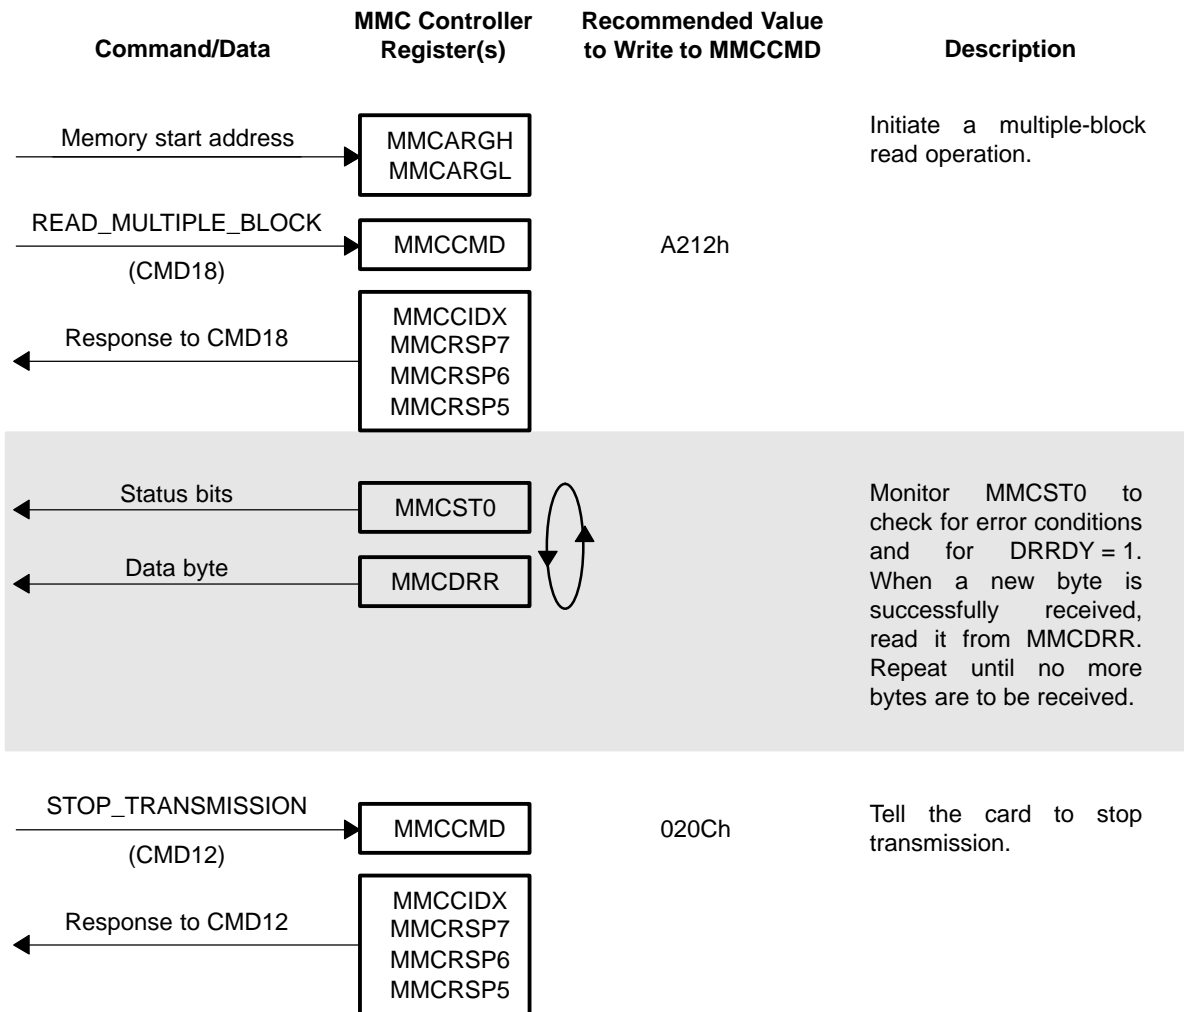 Command/Data
MMC Controller
Register(s)
Recommended Value
to Write to MMCCMD
Description
Memory start address
MMCARGH
MMCARGL
Initiate a multiple-block
read operation.
READ_MULTIPLE_BLOCK
(CMD18)
MMCCMD
A212h
Response to CMD18
MMCCIDX
MMCRSP7
MMCRSP6
MMCRSP5
Status bits
MMCST0
Data byte
MMCDRR
Monitor MMCST0 to
check for error conditions
and for DRRDY = 1.
When a new byte is
successfully received,
read it from MMCDRR.
Repeat until no more
bytes are to be received.
STOP_TRANSMISSION
(CMD12)
MMCCMD
020Ch
Tell the card to stop
transmission.
Response to CMD12
MMCCIDX
MMCRSP7
MMCRSP6
MMCRSP5